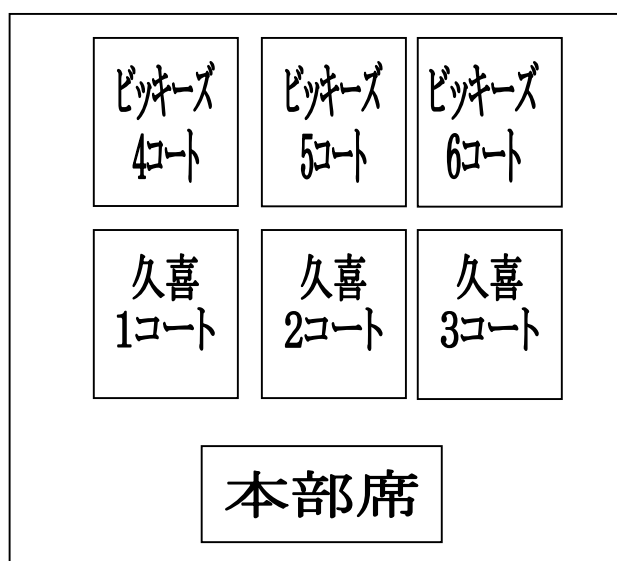 ビッキーズ
4コート
ビッキーズ
5コート
ビッキーズ
6コート
久喜
1コート
久喜
2コート
久喜
3コート
本部席